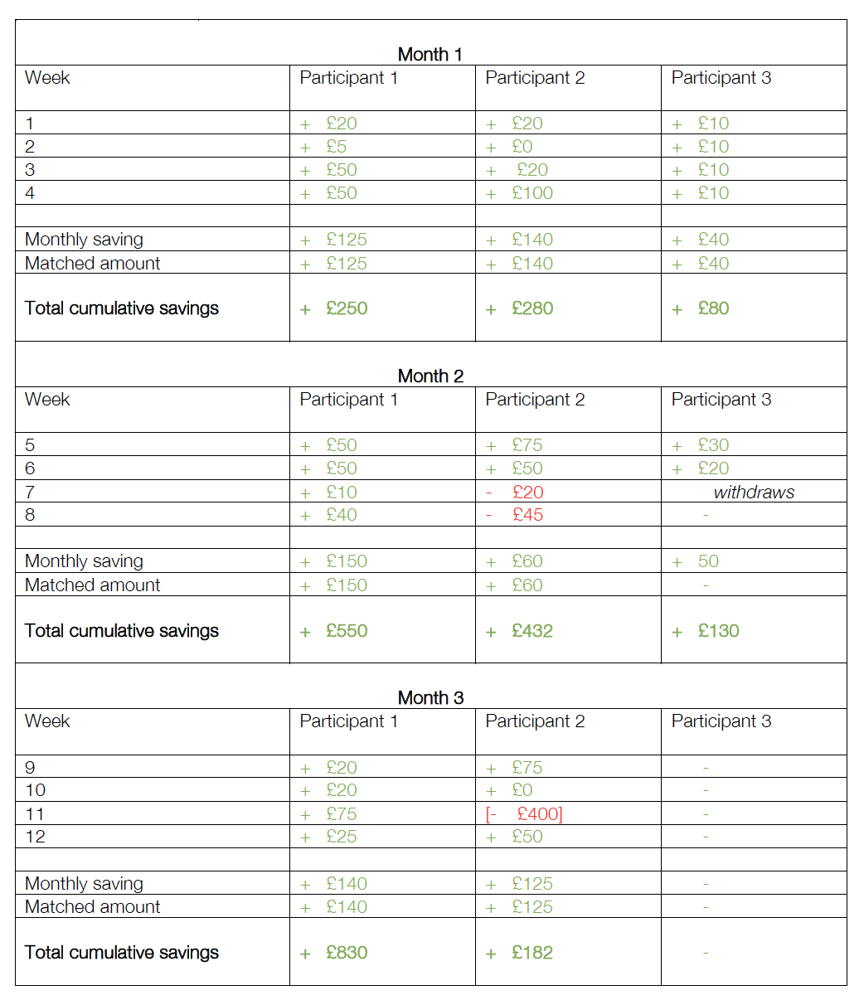 Month 1
Week Participant 1 Participant 2 Participant 3
1 + £20 + £20 + £10
2 + £5 + £0 + £10
3 + £50 + £20 + £10
4 + £50 + £100 + £10
Monthly saving + £125 + £140 + £40
Matched amount + £125 + £140 + £40
Total cumulative savings + £250 + £280 + £80
Month 2
Week Participant 1 Participant 2 Participant 3
5 + £50 + £75 + £30
6 + £50 + £50 + £20
7 + £10 - £20 withdraws
8 + £40 - £45 -
Monthly saving + £150 + £60 + 50
Matched amount + £150 + £60 -
Total cumulative savings + £550 + £432 + £130
Month 3
Week Participant 1 Participant 2 Participant 3
9 + £20 + £75 -
10 + £20 + £0 -
11 + £75 [- £400] -
12 + £25 + £50 -
Monthly saving + £140 + £125 -
Matched amount + £140 + £125 -
Total cumulative savings + £830 + £182 -